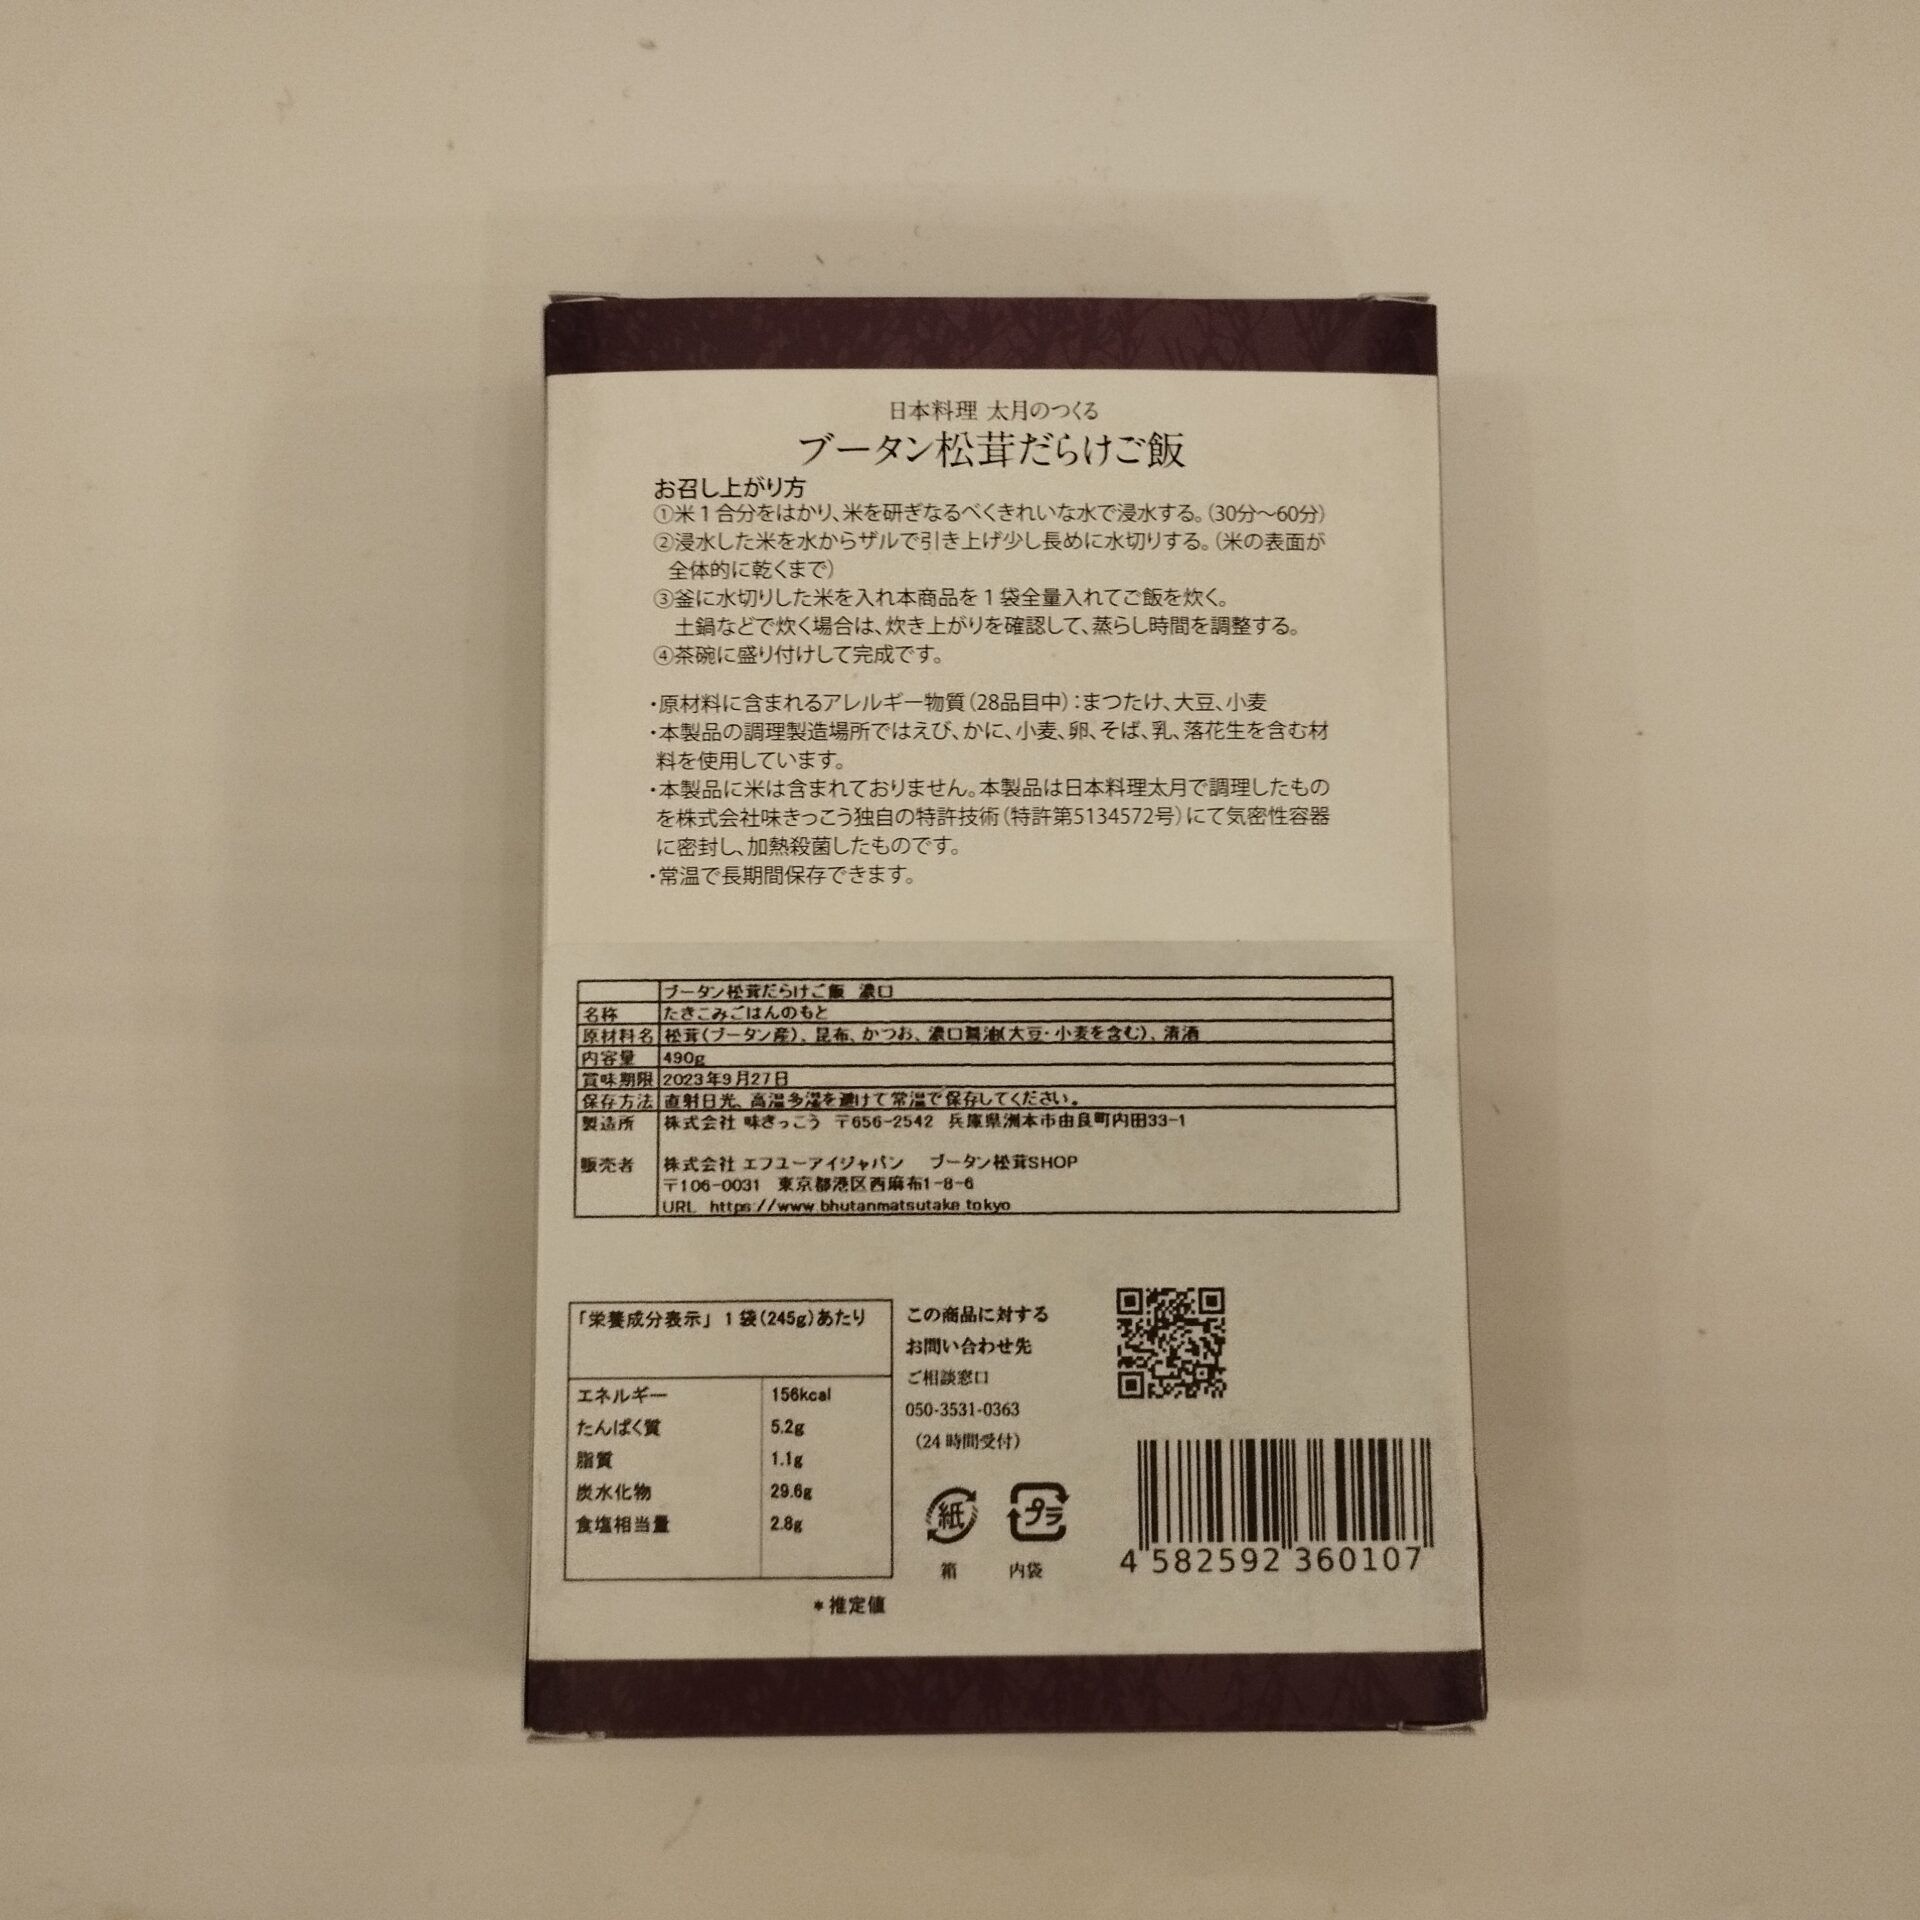 日本料理 太月のつくる
ブータン松茸だらけご飯
お召し上がり方
①米1合分をはかり、米を研ぎなるべくきれいな水で浸水する。(30分～60分)
②浸水した米を水からザルで引き上げ少し長めに水切りする。(米の表面が
全体的に乾くまで)
③釜に水切りした米を入れ本商品を1袋全量入れてご飯を炊く。
土鍋などで炊く場合は、炊き上がりを確認して、蒸らし時間を調整する。
④茶碗に盛り付けして完成です。
・原材料に含まれるアレルギー物質(28品目中):まつたけ、大豆、小麦
・本製品の調理製造場所ではえび、かに、小麦、卵、そば、乳、落花生を含む材
料を使用しています。
・本製品に米は含まれておりません。本製品は日本料理太月で調理したもの
を株式会社味きっこう独自の特許技術(特許第5134572号)にて気密性容器
に密封し、加熱殺菌したものです。
・常温で長期間保存できます。
ブータン松茸だらけご飯 濃口
名称 たきこみごはんのもと
原材料名 松茸(ブータン産)、昆布、かつお、濃口醤油(大豆・小麦を含む)、清酒
内容量 490g
賞味期限 2023年9月27日
保存方法 直射日光、高温多湿を避けて常温で保存してください。
製造所 株式会社 味きっこう 〒656-2542 兵庫県洲本市由良町内田33-1
販売者 株式会社 エフユーアイジャパン ブータン松茸SHOP
〒106-0031 東京都港区西麻布1-8-6
URL https://www.bhutanmatsutake.tokyo
「栄養成分表示」 1袋(245g)あたり
エネルギー 156kcal
たんぱく質 5.2g
脂質 1.1g
炭水化物 29.6g
食塩相当量 2.8g
*推定値
この商品に対する
お問い合わせ先
ご相談窓口
050-3531-0363
(24時間受付)
紙 プラ
箱 内袋
4 582592 360107